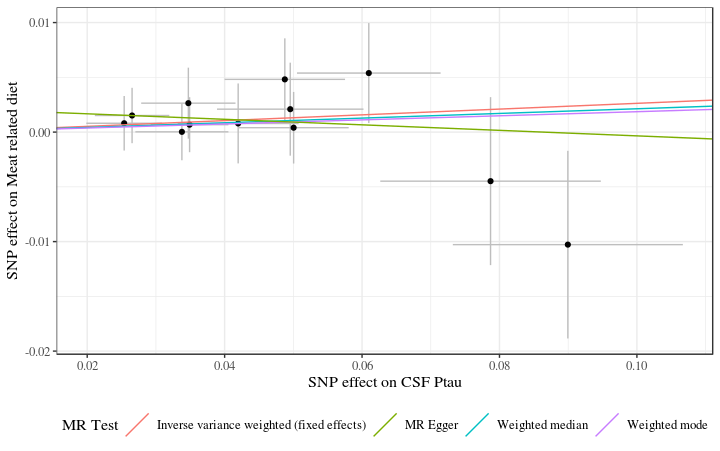 0.01
0.00
-0.01
-0.02
SNP effect on Meat related diet
0.02 0.04 0.06 0.08 0.10
SNP effect on CSF Ptau
MR Test Inverse variance weighted (fixed effects) MR Egger Weighted median Weighted mode